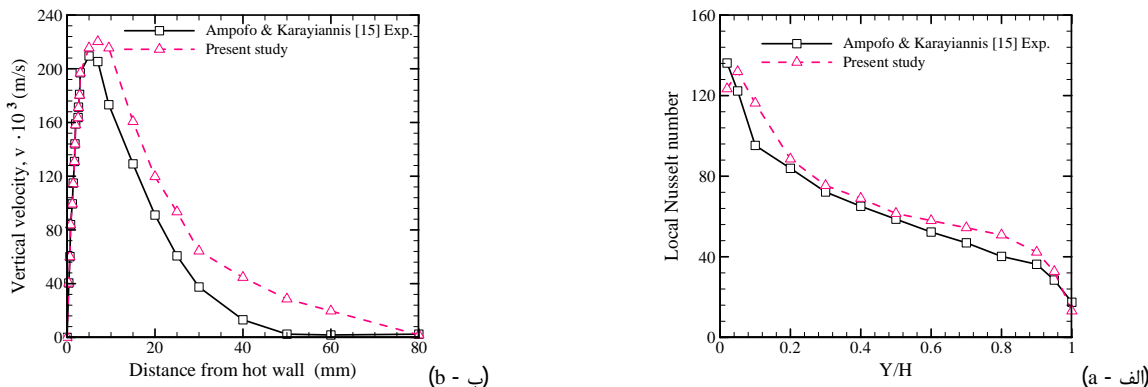 240
200
160
120
80
40
0
Vertical velocity, v · 10 ³ (m/s)
Ampofo & Karayiannis [15] Exp.
Present study
0 20 40 60 80
Distance from hot wall (mm)
(b - ب)
160
120
80
40
0
Local Nusselt number
Ampofo & Karayiannis [15] Exp.
Present study
0 0.2 0.4 0.6 0.8 1
Y/H
(a - الف)